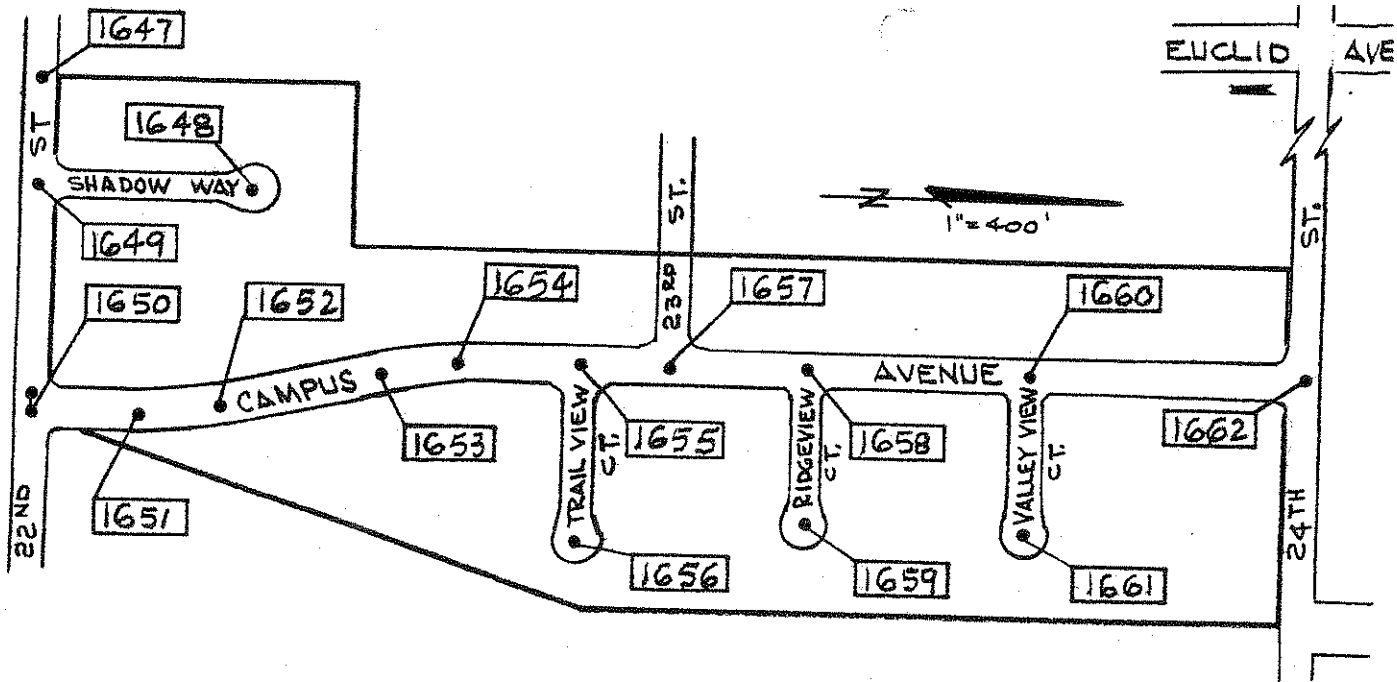 1647
EUCLID AVE
1648
ST
SHADOW WAY
ST.
N
1"=400'
1649
ST.
1650
1652
1654
23RD
1657
1660
CAMPUS
AVENUE
1653
TRAIL VIEW
CT.
1655
RIDGEVIEW
CT.
1658
VALLEY VIEW
CT.
1662
22ND
1651
24TH
1656
1659
1661